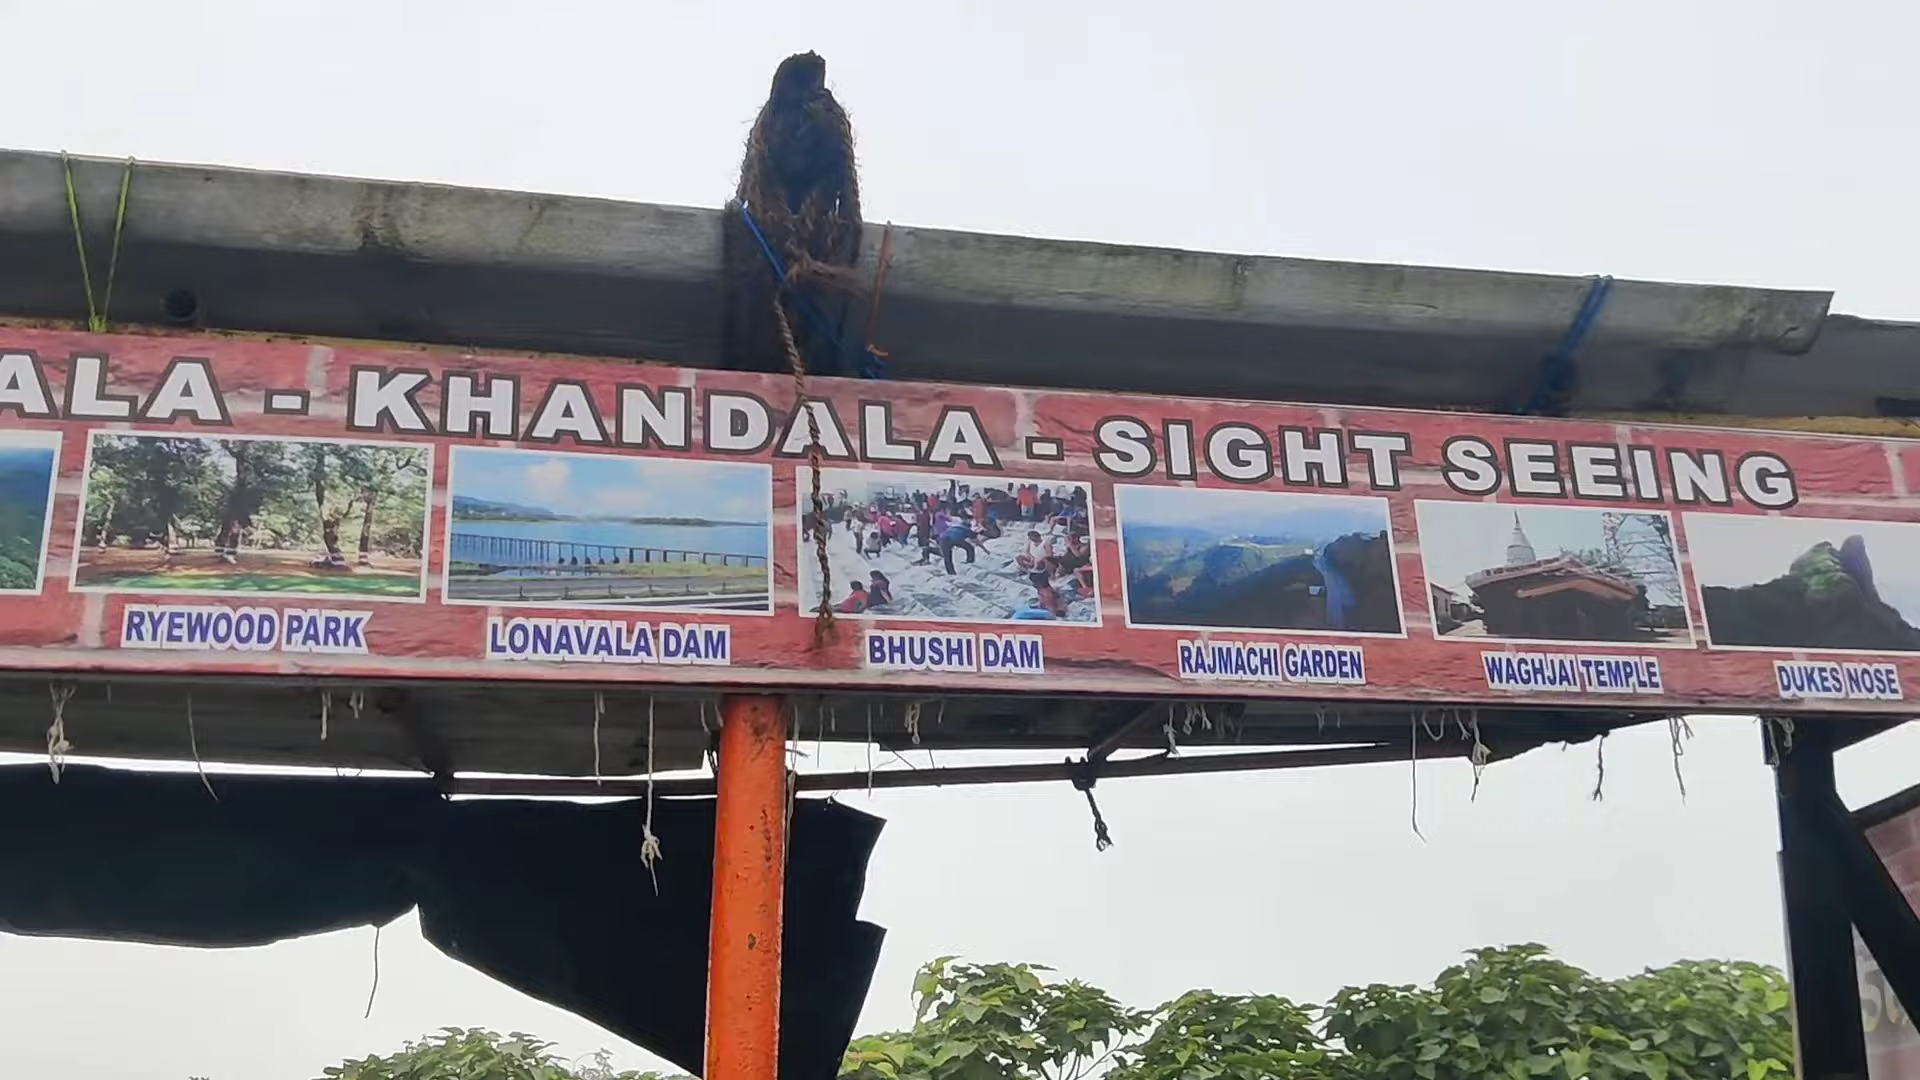 ALA - KHANDALA - SIGHT SEEING
RYEWOOD PARK
LONAVALA DAM
BHUSHI DAM
RAJMACHI GARDEN
WAGHJAI TEMPLE
DUKES NOSE